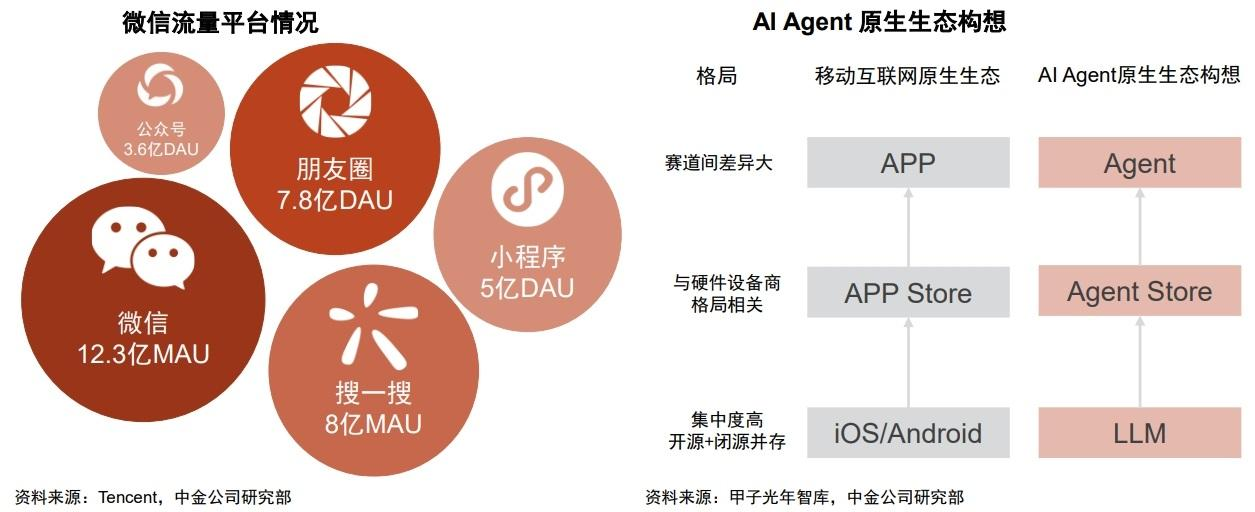 微信流量平台情况
公众号
3.6亿DAU
朋友圈
7.8亿DAU
小程序
5亿DAU
微信
12.3亿MAU
搜一搜
8亿MAU
资料来源：Tencent，中金公司研究部
AI Agent 原生生态构想
格局
移动互联网原生生态
AI Agent原生生态构想
赛道间差异大
APP
Agent
与硬件设备商
格局相关
APP Store
Agent Store
集中度高
开源+闭源并存
iOS/Android
LLM
资料来源：甲子光年智库，中金公司研究部